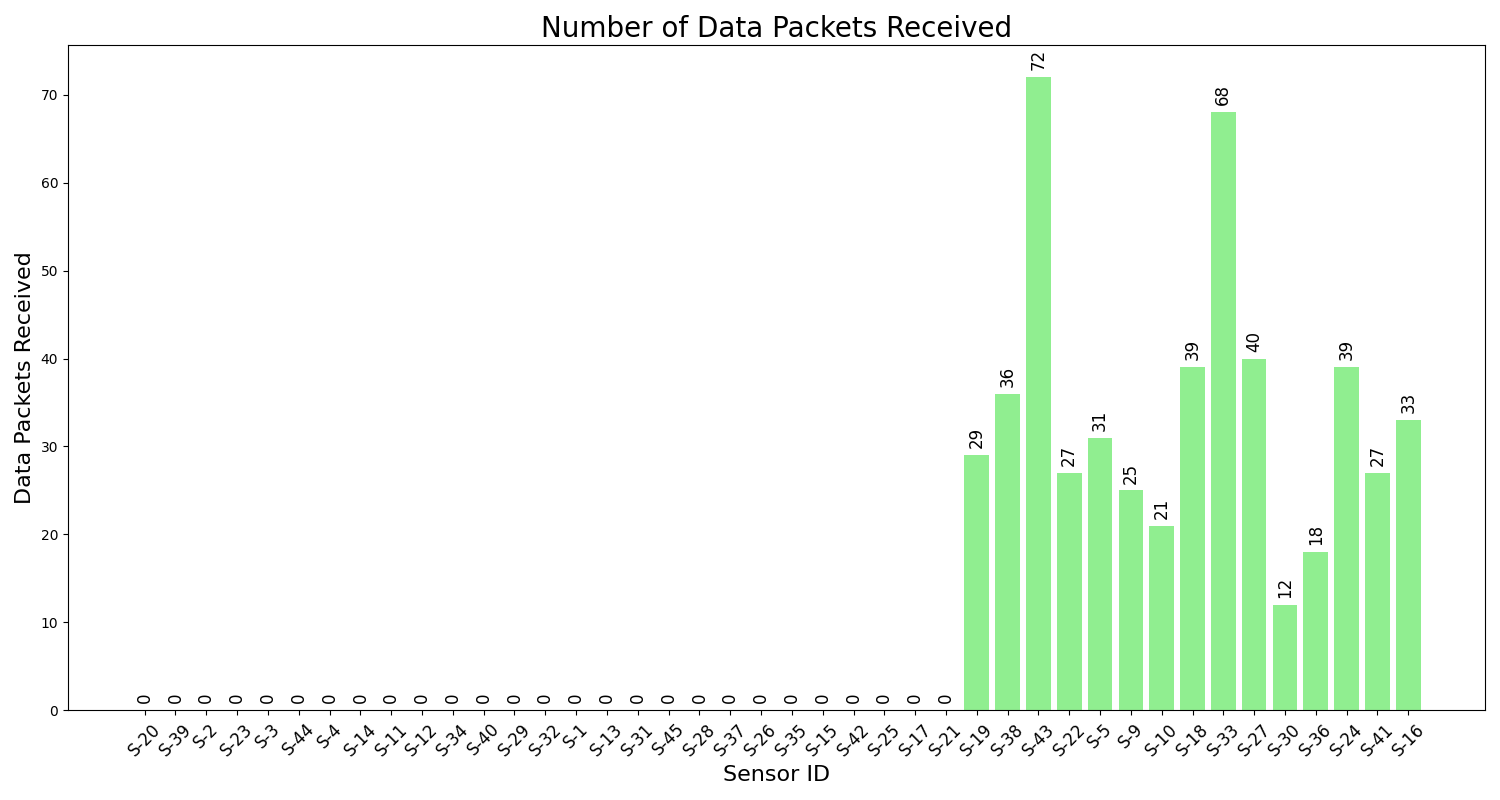 Number of Data Packets Received
Data Packets Received
70
60
50
40
30
20
10
0
0 0 0 0 0 0 0 0 0 0 0 0 0 0 0 0 0 0 0 0 0 0 0 0 0 0 0 29 36 72 27 31 25 21 39 68 40 12 18 39 27 33
S-20 S-39 S-2 S-23 S-3 S-44 S-4 S-14 S-11 S-12 S-34 S-40 S-29 S-32 S-1 S-13 S-31 S-45 S-28 S-37 S-26 S-35 S-15 S-42 S-25 S-17 S-21 S-19 S-38 S-43 S-22 S-5 S-9 S-10 S-18 S-33 S-27 S-30 S-36 S-24 S-41 S-16
Sensor ID